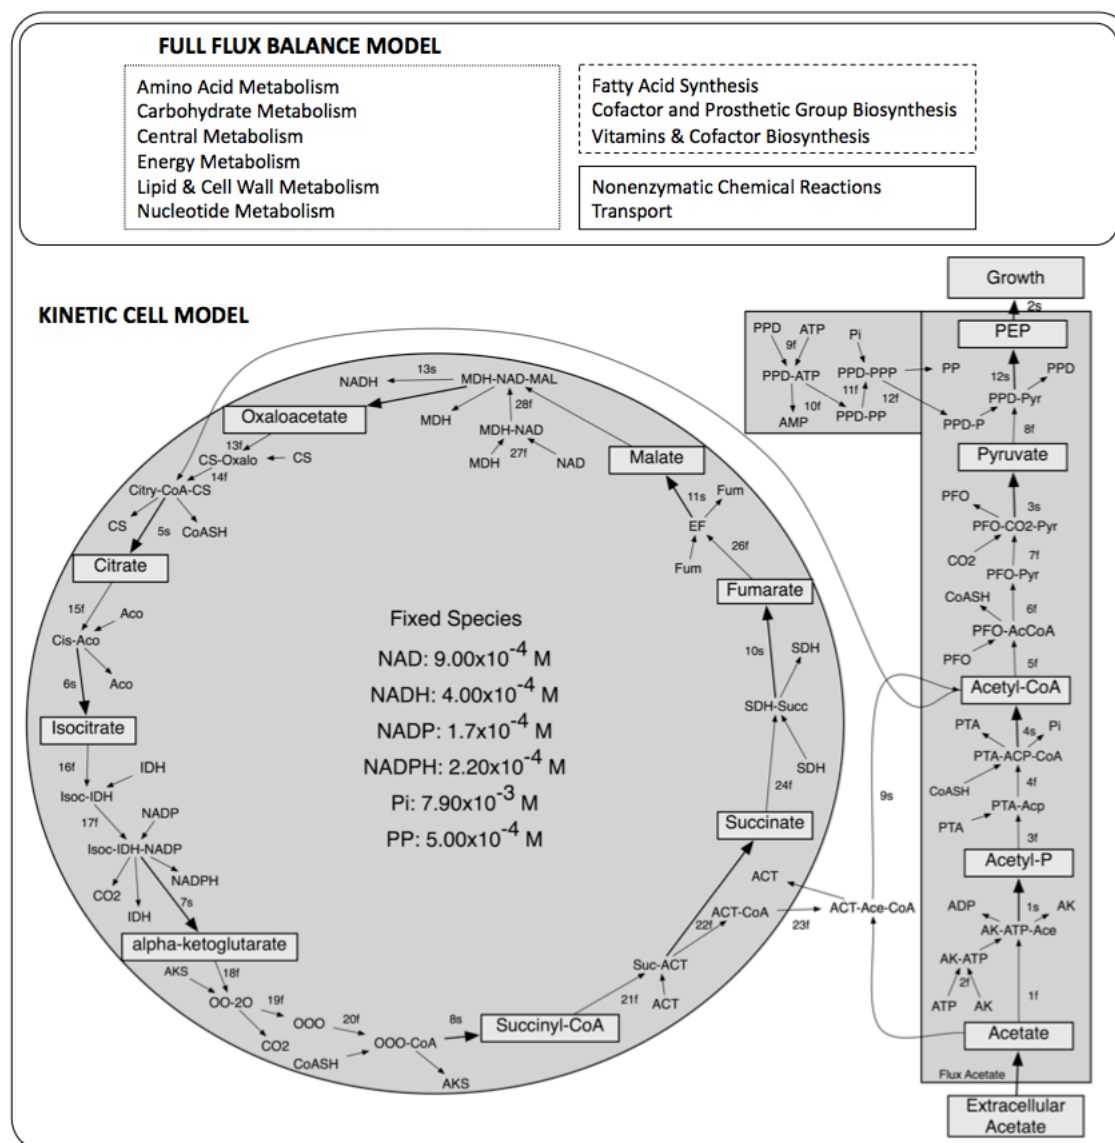 FULL FLUX BALANCE MODEL
Amino Acid Metabolism
Carbohydrate Metabolism
Central Metabolism
Energy Metabolism
Lipid & Cell Wall Metabolism
Nucleotide Metabolism
Fatty Acid Synthesis
Cofactor and Prosthetic Group Biosynthesis
Vitamins & Cofactor Biosynthesis
Nonenzymatic Chemical Reactions
Transport
KINETIC CELL MODEL
Growth
2s
PEP
12s
PPD
PPD-Pyr
8f
Pyruvate
PPD
ATP
9f
PPD-ATP
10f
AMP
PPD-PP
11f
Pi
PPD-PPP
12f
PP
PPD-P
PFO
3s
PFO-CO2-Pyr
CO2
7f
PFO-Pyr
CoASH
6f
PFO-AcCoA
PFO
5f
Acetyl-CoA
PTA
4s
Pi
PTA-ACP-CoA
CoASH
4f
PTA-Acp
PTA
3f
Acetyl-P
ADP
1s
AK
AK-ATP-Ace
AK-ATP
2f
ATP
AK
1f
Acetate
Flux Acetate
Extracellular
Acetate
9s
13s
NADH
MDH-NAD-MAL
Oxaloacetate
MDH
28f
MDH-NAD
MDH
27f
NAD
Malate
13f
CS-Oxalo
CS
14f
Citry-CoA-CS
CS
CoASH
5s
Citrate
15f
Aco
Cis-Aco
Aco
6s
Isocitrate
16f
IDH
Isoc-IDH
17f
NADP
Isoc-IDH-NADP
CO2
NADPH
IDH
7s
alpha-ketoglutarate
AKS
18f
OO-2O
19f
OOO
20f
CO2
CoASH
OOO-CoA
8s
AKS
Succinyl-CoA
21f
Suc-ACT
ACT
22f
ACT-CoA
23f
ACT
ACT-Ace-CoA
Succinate
24f
SDH
SDH-Succ
SDH
10s
Fumarate
26f
Fum
EF
Fum
11s
Fixed Species
NAD: 9.00x10-4 M
NADH: 4.00x10-4 M
NADP: 1.7x10-4 M
NADPH: 2.20x10-4 M
Pi: 7.90x10-3 M
PP: 5.00x10-4 M